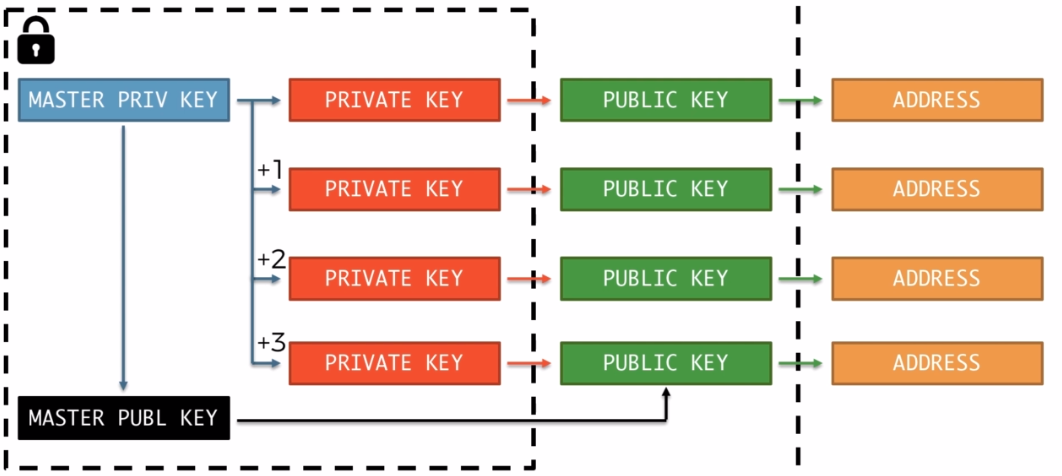 MASTER PRIV KEY PRIVATE KEY PUBLIC KEY ADDRESS
+1 PRIVATE KEY PUBLIC KEY ADDRESS
+2 PRIVATE KEY PUBLIC KEY ADDRESS
+3 PRIVATE KEY PUBLIC KEY ADDRESS
MASTER PUBL KEY